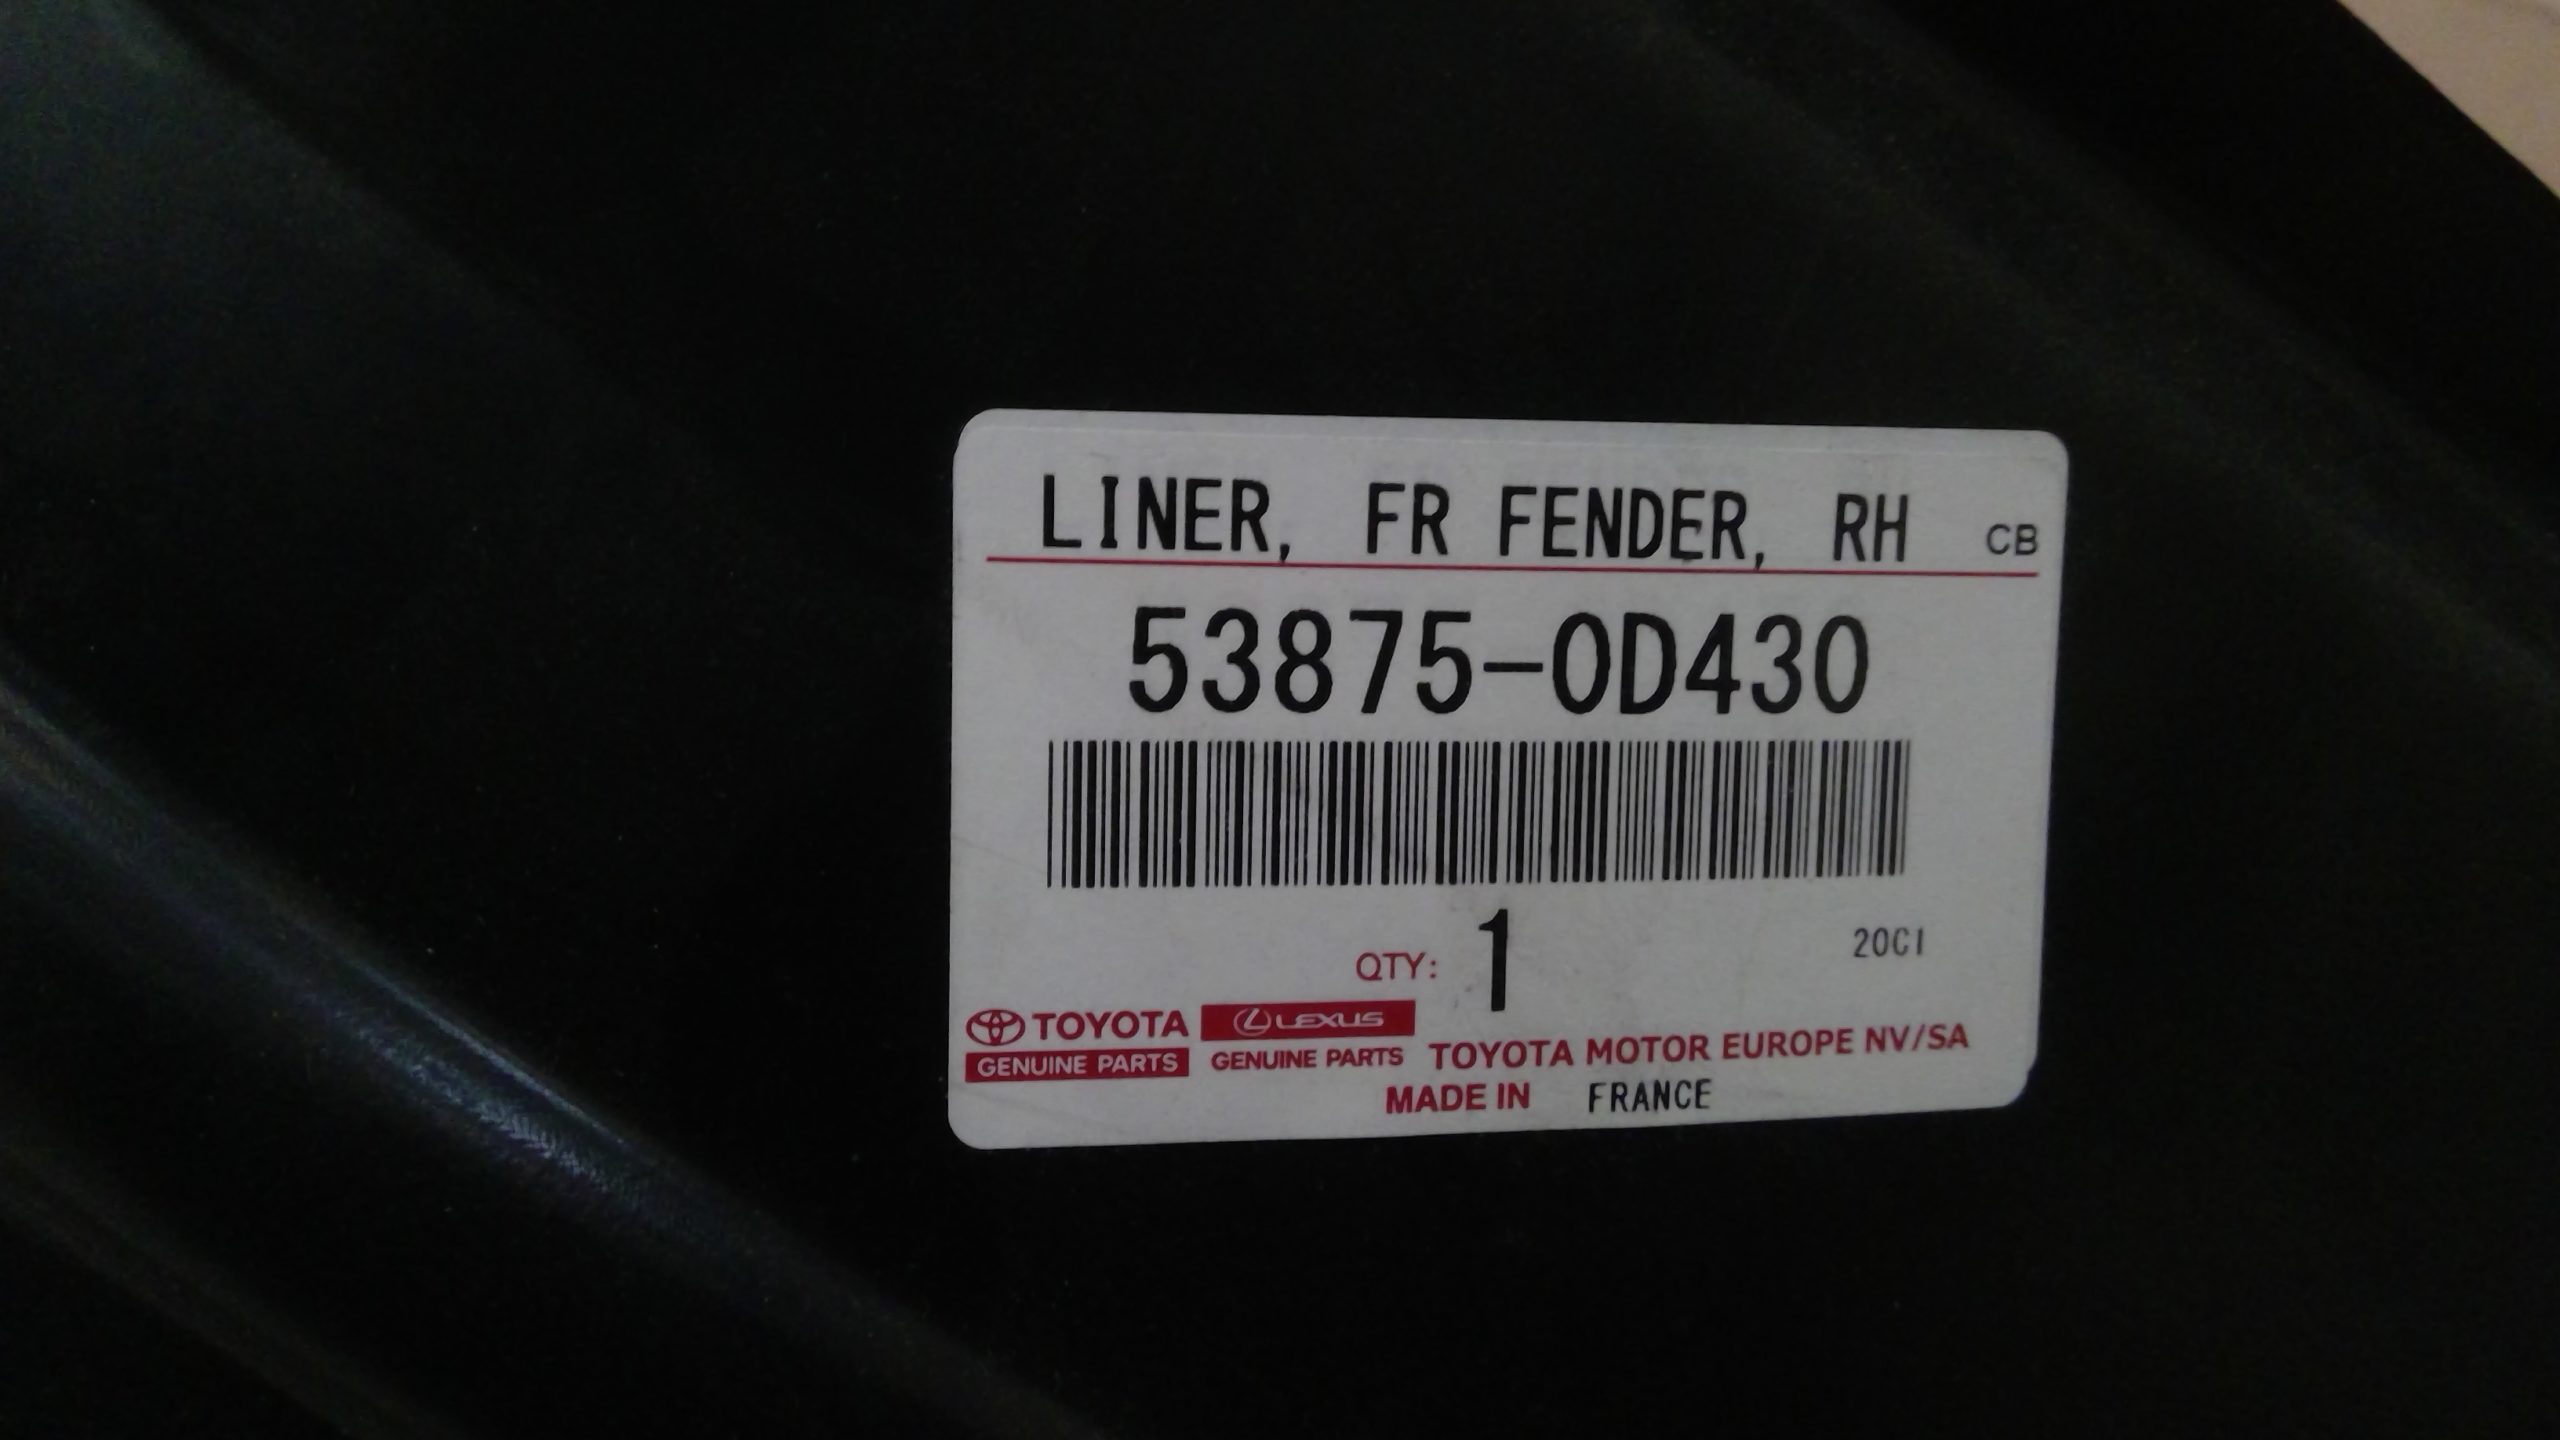 LINER, FR FENDER, RH CB
53875-0D430
QTY: 1 20C1
TOYOTA LEXUS
GENUINE PARTS GENUINE PARTS TOYOTA MOTOR EUROPE NV/SA
MADE IN FRANCE